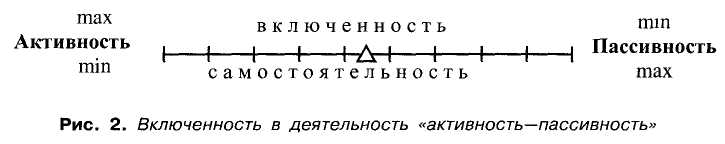 max
Активность
min
включенность
самостоятельность
min
Пассивность
max
Рис. 2. Включенность в деятельность «активность—пассивность»